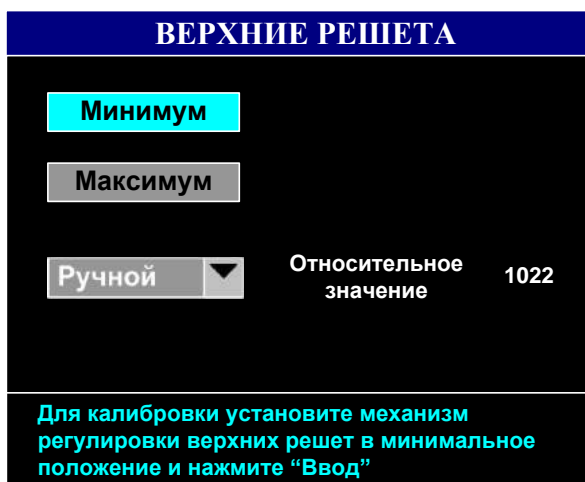 ВЕРХНИЕ РЕШЕТА
Минимум
Максимум
Ручной
Относительное
значение
1022
Для калибровки установите механизм
регулировки верхних решет в минимальное
положение и нажмите “Ввод”